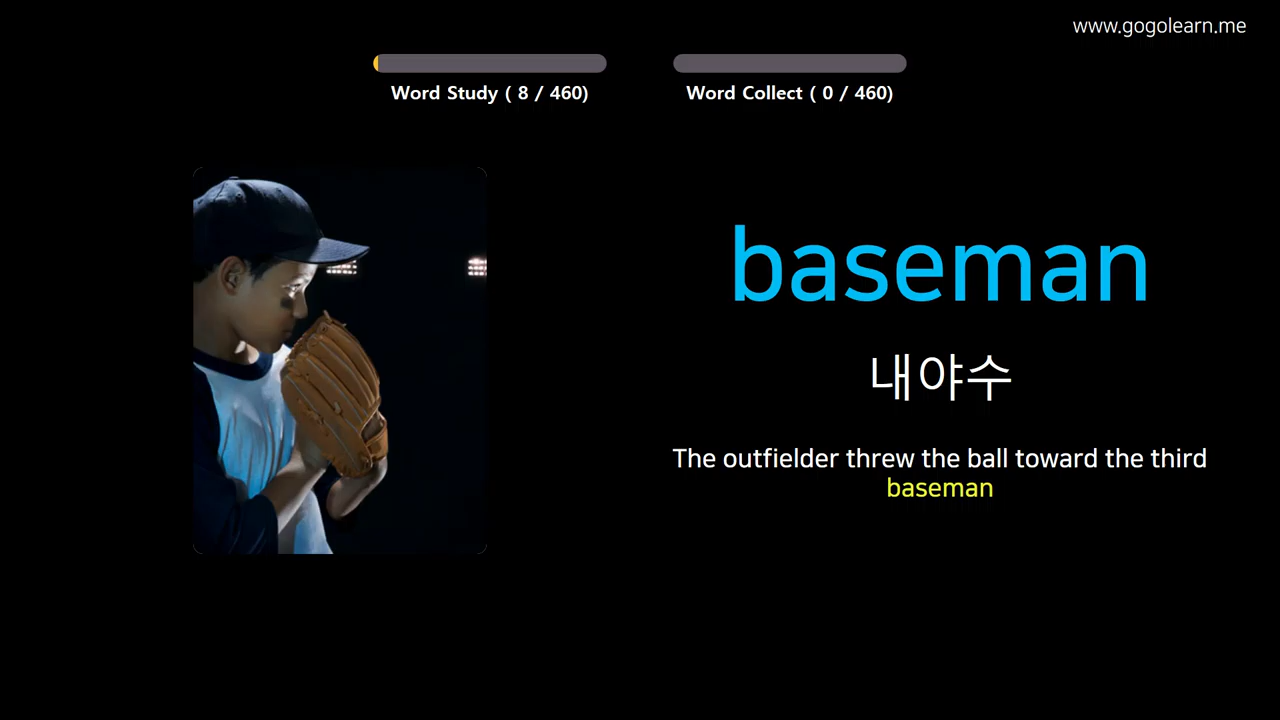 www.gogolearn.me
Word Study ( 8 / 460)
Word Collect ( 0 / 460)
baseman
내야수
The outfielder threw the ball toward the third
baseman